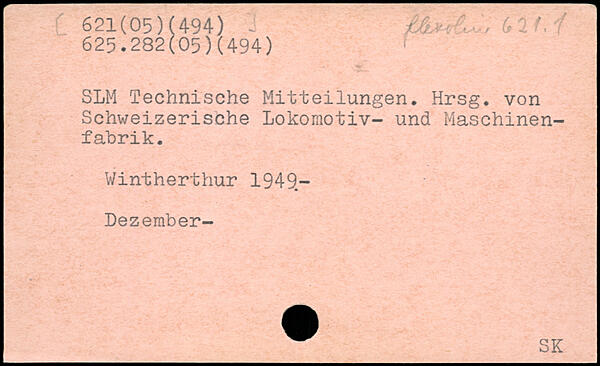 [ 621(05)(494) ]
625.282(05)(494)
621.1
SLM Technische Mitteilungen. Hrsg. von
Schweizerische Lokomotiv- und Maschinen-
fabrik.
Wintherthur 1949-
Dezember-
SK